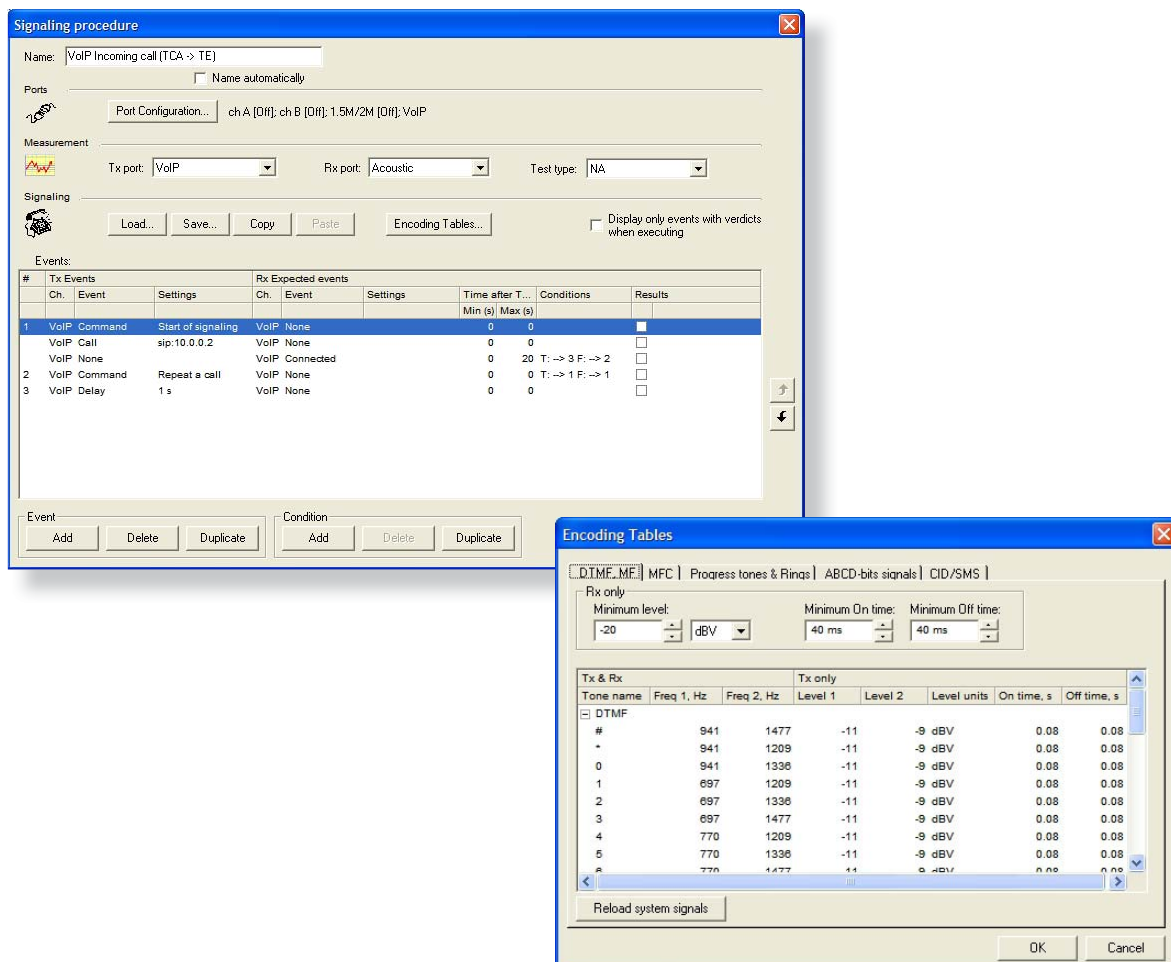 Signaling procedure
Name: VoIP Incoming call (TCA -> TE)
Name automatically
Ports
Port Configuration... ch A [Off]; ch B [Off]; 1.5M/2M [Off]; VoIP
Measurement
Tx port: VoIP Rx port: Acoustic Test type: NA
Signaling
Load... Save... Copy Paste Encoding Tables... Display only events with verdicts
when executing
Events:
# Tx Events Rx Expected events
Ch. Event Settings Ch. Event Settings Time after T... Conditions Results
Min (s) Max (s)
1 VoIP Command Start of signaling VoIP None 0 0
VoIP Call sip:10.0.0.2 VoIP None 0 0
VoIP None VoIP Connected 0 20 T: --> 3 F: --> 2
2 VoIP Command Repeat a call VoIP None 0 0 T: --> 1 F: --> 1
3 VoIP Delay 1 s VoIP None 0 0
Event Condition
Add Delete Duplicate Add Delete Duplicate
Encoding Tables
DTMF, MF MFC Progress tones & Rings ABCD-bits signals CID/SMS
Rx only
Minimum level: Minimum On time: Minimum Off time:
-20 dBV 40 ms 40 ms
Tx & Rx Tx only
Tone name Freq 1, Hz Freq 2, Hz Level 1 Level 2 Level units On time, s Off time, s
DTMF
# 941 1477 -11 -9 dBV 0.08 0.08
* 941 1209 -11 -9 dBV 0.08 0.08
0 941 1336 -11 -9 dBV 0.08 0.08
1 697 1209 -11 -9 dBV 0.08 0.08
2 697 1336 -11 -9 dBV 0.08 0.08
3 697 1477 -11 -9 dBV 0.08 0.08
4 770 1209 -11 -9 dBV 0.08 0.08
5 770 1336 -11 -9 dBV 0.08 0.08
6 770 1477 -11 -9 dBV 0.08 0.08
Reload system signals
OK Cancel